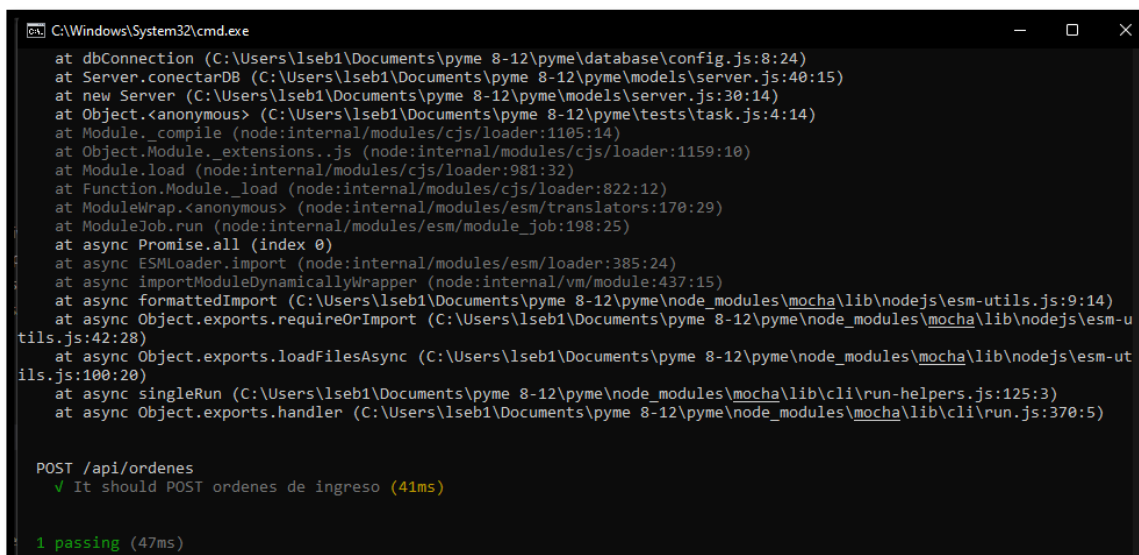 C:\Windows\System32\cmd.exe
at dbConnection (C:\Users\lseb1\Documents\pyme 8-12\pyme\database\config.js:8:24)
at Server.conectarDB (C:\Users\lseb1\Documents\pyme 8-12\pyme\models\server.js:40:15)
at new Server (C:\Users\lseb1\Documents\pyme 8-12\pyme\models\server.js:30:14)
at Object.<anonymous> (C:\Users\lseb1\Documents\pyme 8-12\pyme\tests\task.js:4:14)
at Module._compile (node:internal/modules/cjs/loader:1105:14)
at Object.Module._extensions..js (node:internal/modules/cjs/loader:1159:10)
at Module.load (node:internal/modules/cjs/loader:981:32)
at Function.Module._load (node:internal/modules/cjs/loader:822:12)
at ModuleWrap.<anonymous> (node:internal/modules/esm/translators:170:29)
at ModuleJob.run (node:internal/modules/esm/module_job:198:25)
at async Promise.all (index 0)
at async ESMLoader.import (node:internal/modules/esm/loader:385:24)
at async importModuleDynamicallyWrapper (node:internal/vm/module:437:15)
at async formattedImport (C:\Users\lseb1\Documents\pyme 8-12\pyme\node_modules\mocha\lib\nodejs\esm-utils.js:9:14)
at async Object.exports.requireOrImport (C:\Users\lseb1\Documents\pyme 8-12\pyme\node_modules\mocha\lib\nodejs\esm-u
tils.js:42:28)
at async Object.exports.loadFilesAsync (C:\Users\lseb1\Documents\pyme 8-12\pyme\node_modules\mocha\lib\nodejs\esm-ut
ils.js:100:20)
at async singleRun (C:\Users\lseb1\Documents\pyme 8-12\pyme\node_modules\mocha\lib\cli\run-helpers.js:125:3)
at async Object.exports.handler (C:\Users\lseb1\Documents\pyme 8-12\pyme\node_modules\mocha\lib\cli\run.js:370:5)
POST /api/ordenes
√ It should POST ordenes de ingreso (41ms)
1 passing (47ms)